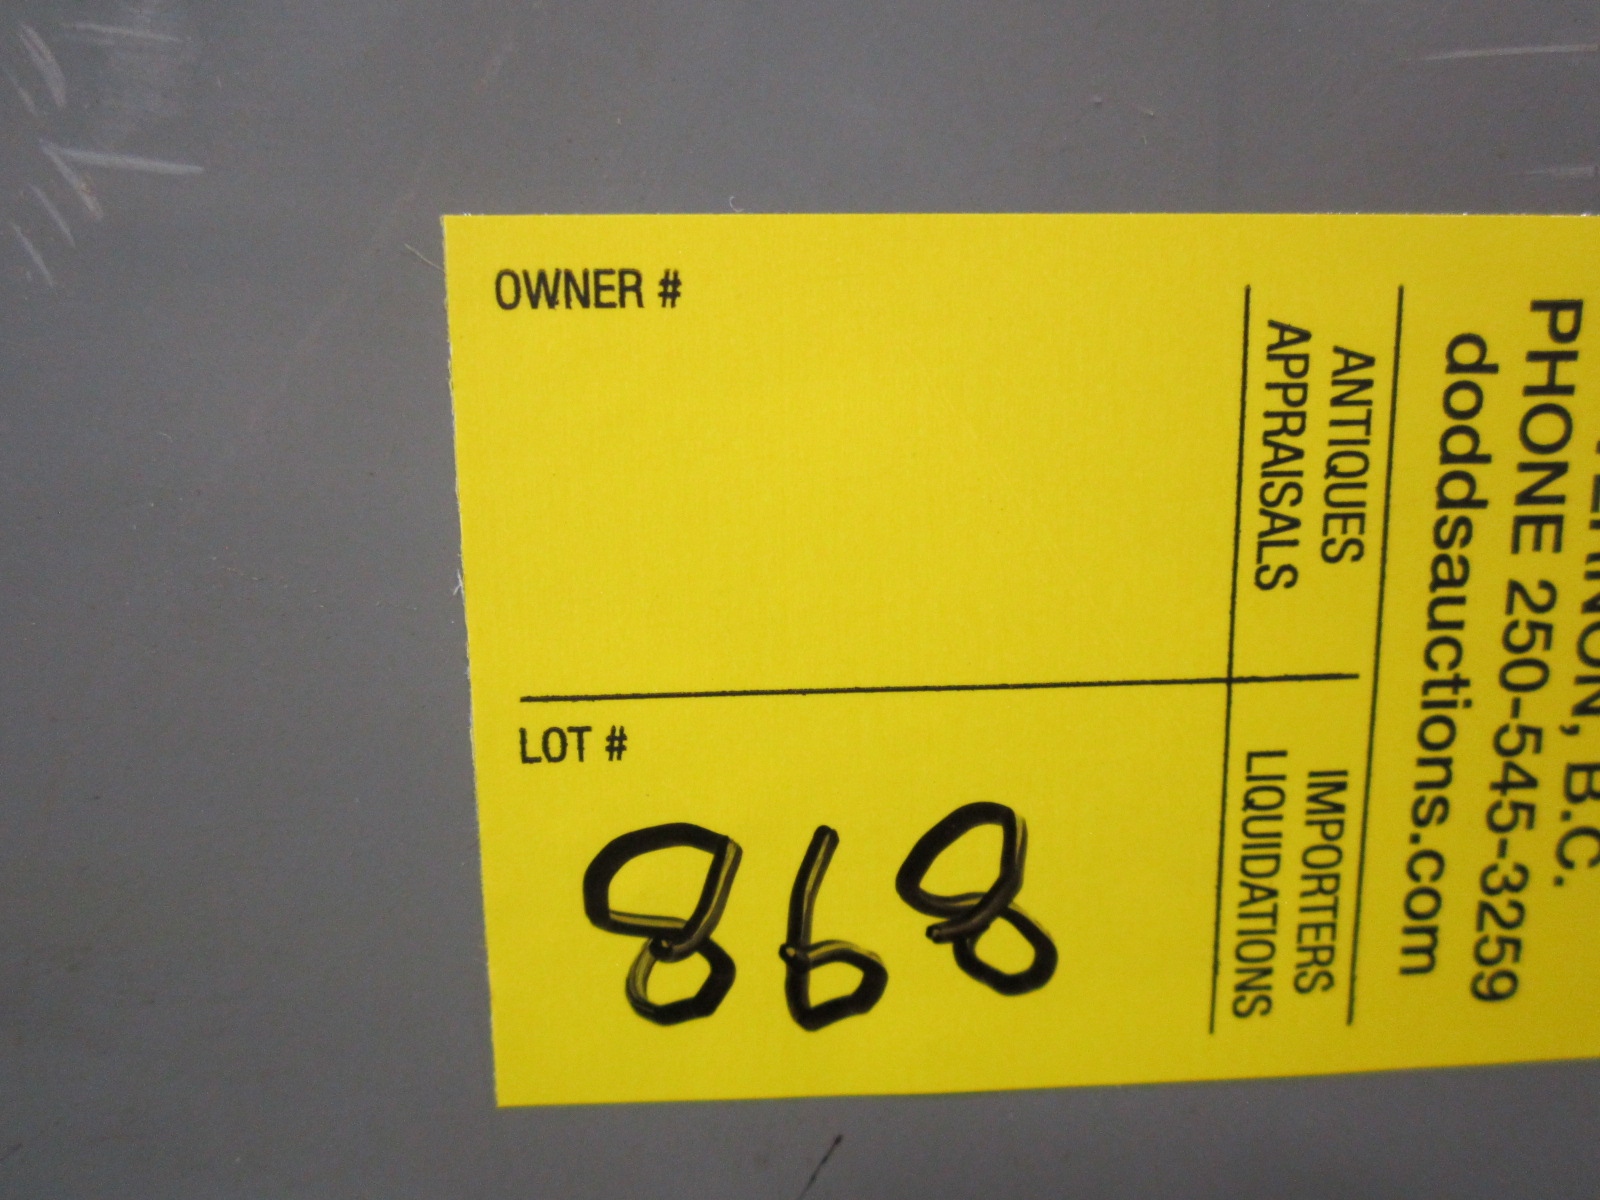 OWNER #
LOT #
868
PHONE 250-545-3259
doddsauctions.com
ANTIQUES
APPRAISALS
IMPORTERS
LIQUIDATIONS